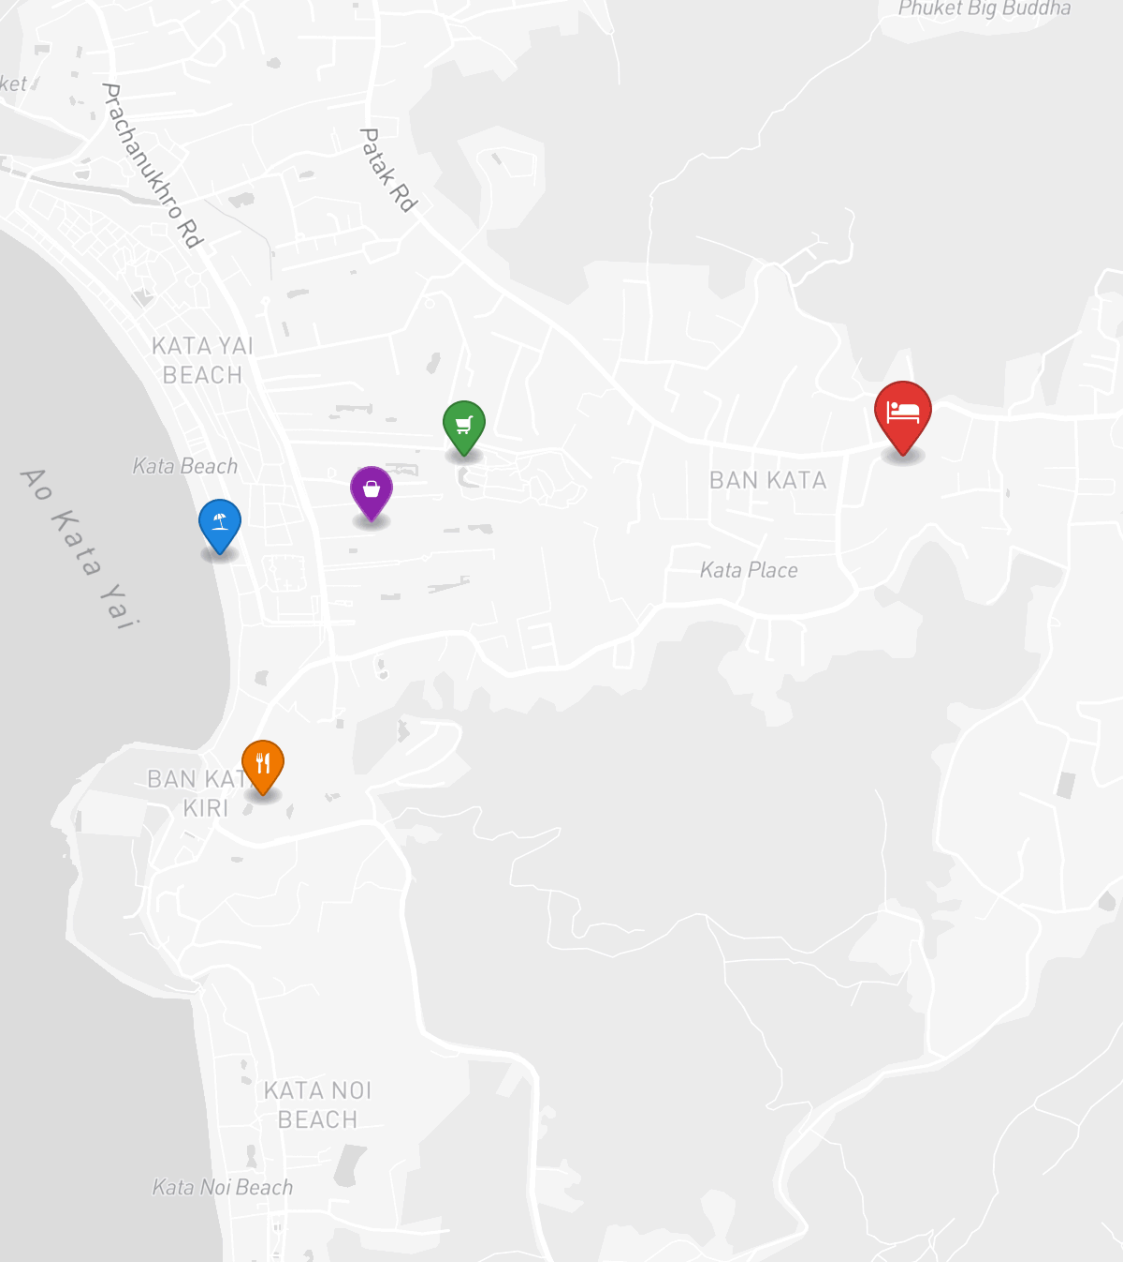 Phuket Big Buddha
ket
Prachanukhro Rd
Patak Rd
KATA YAI
BEACH
Kata Beach
Ao Kata Yai
BAN KATA
Kata Place
BAN KATA
KIRI
KATA NOI
BEACH
Kata Noi Beach